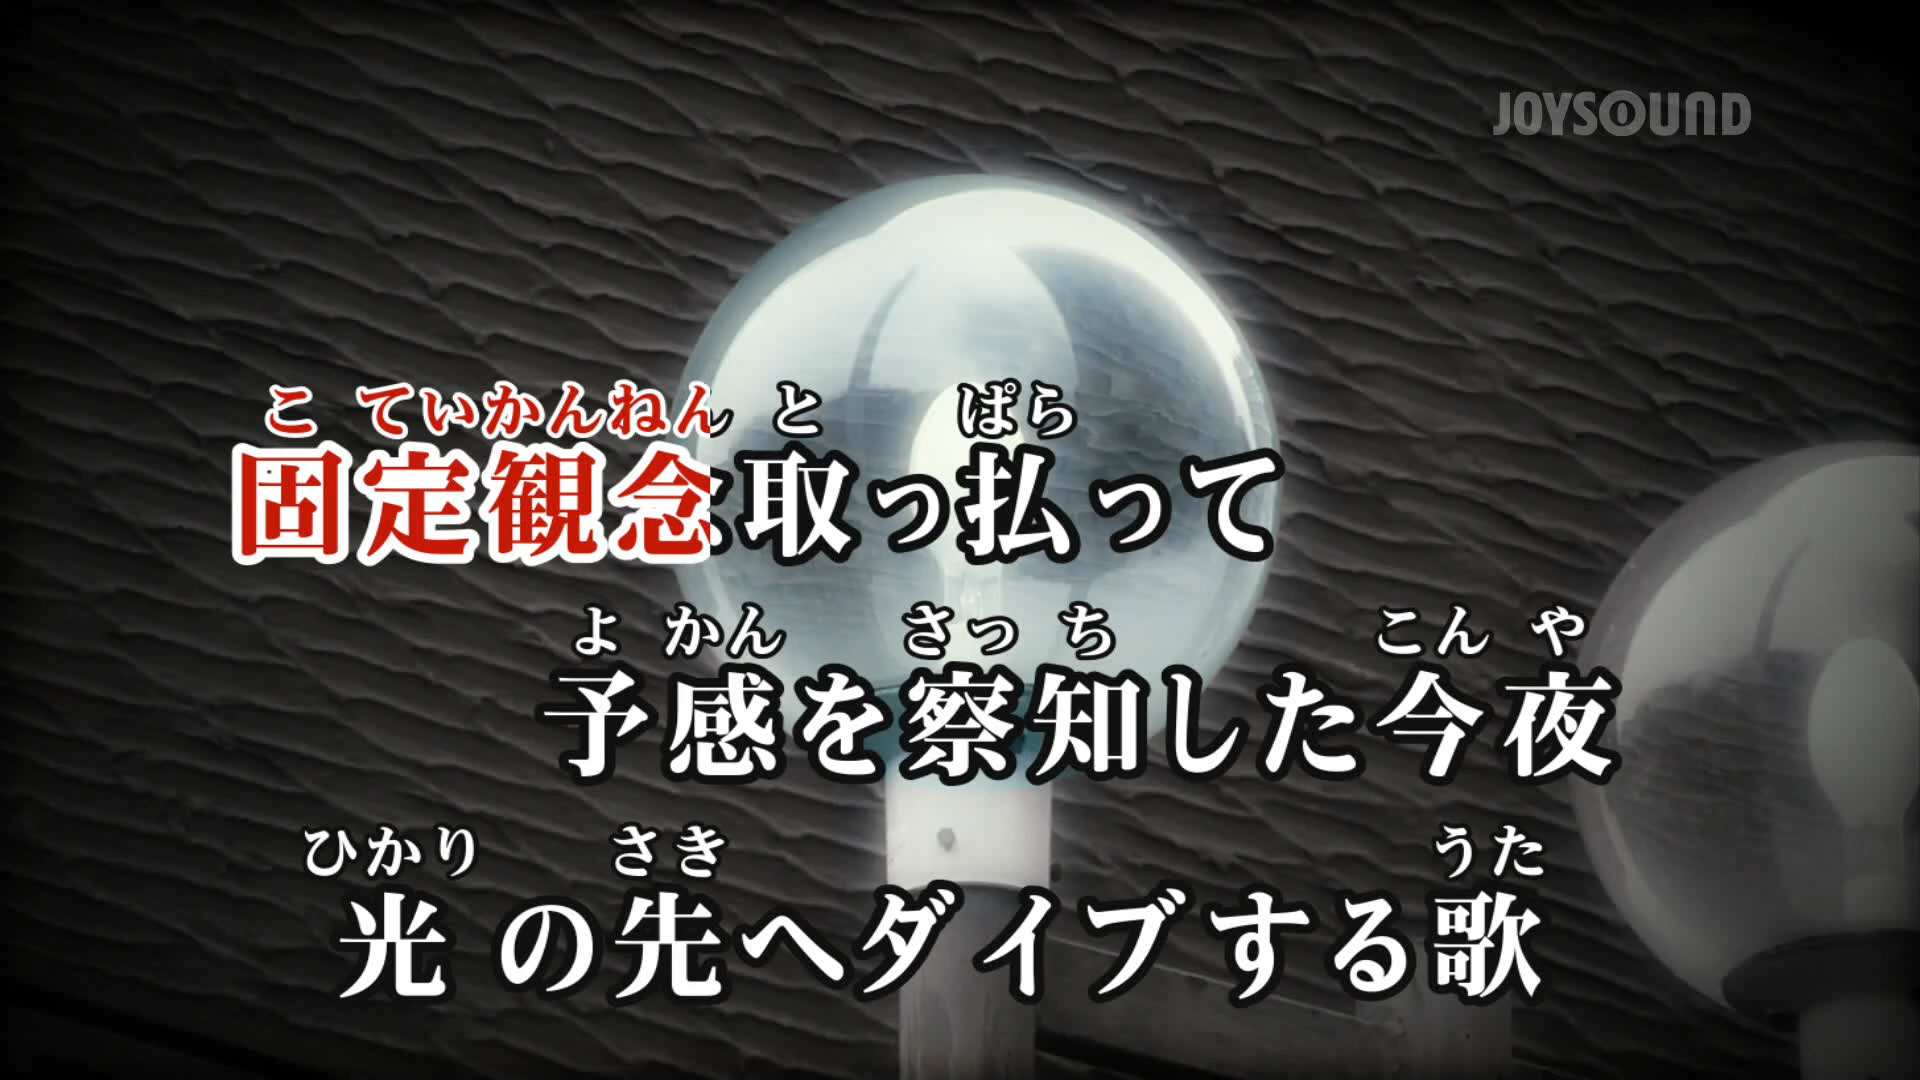 JOYSOUND
こ ていかんねん と ぱら
固定観念取っ払って
よ かん さっ ち こん や
予感を察知した今夜
ひかり さき うた
光の先へダイブする歌